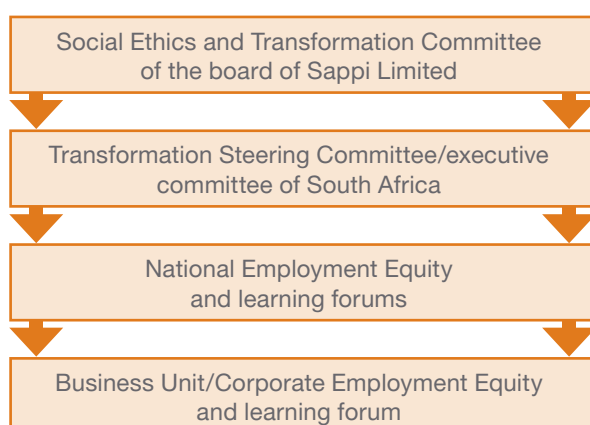 Social Ethics and Transformation Committee
of the board of Sappi Limited
Transformation Steering Committee/executive
committee of South Africa
National Employment Equity
and learning forums
Business Unit/Corporate Employment Equity
and learning forum